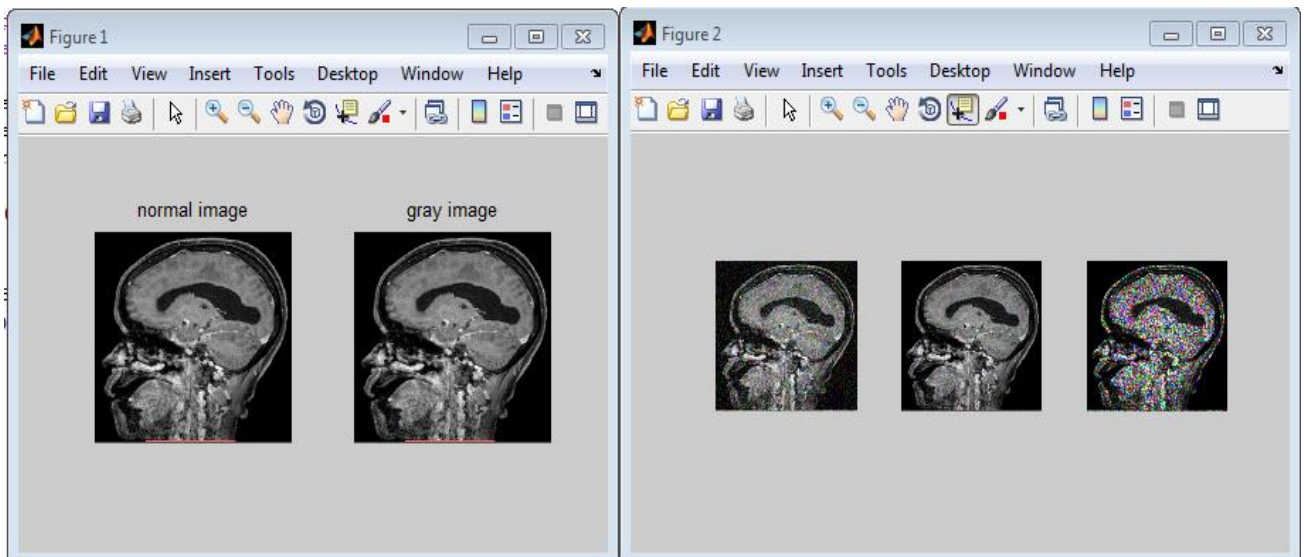 Figure 1
File Edit View Insert Tools Desktop Window Help
normal image gray image
Figure 2
File Edit View Insert Tools Desktop Window Help